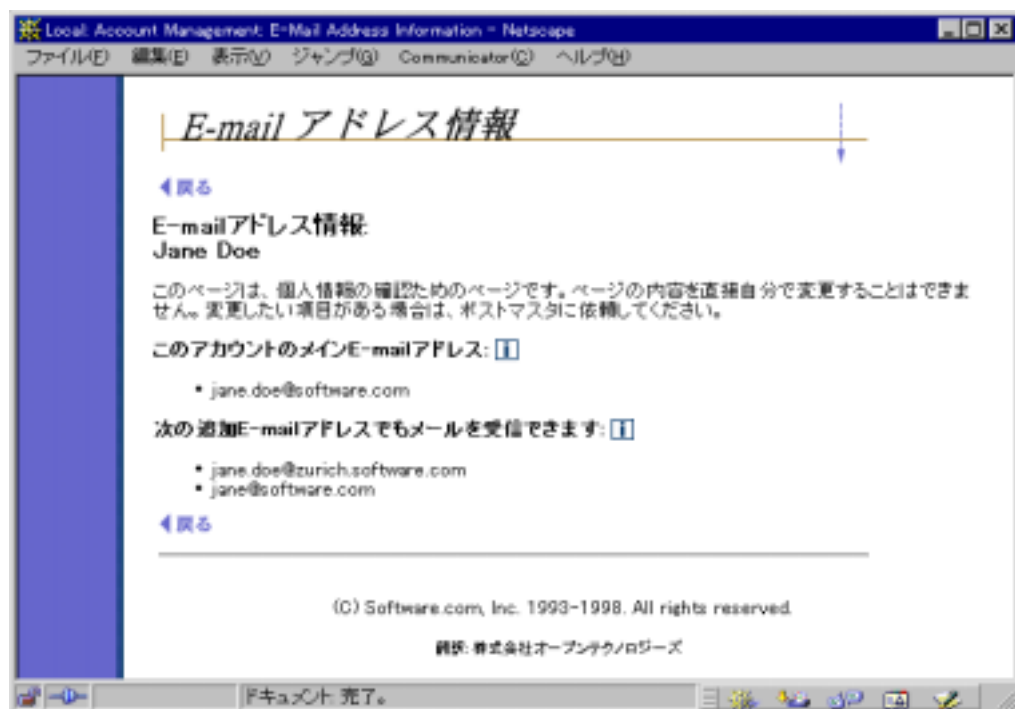 Local: Account Management: E-Mail Address Information - Netscape
ファイル(F) 編集(E) 表示(V) ジャンプ(G) Communicator(C) ヘルプ(H)
E-mail アドレス情報
戻る
E-mailアドレス情報:
Jane Doe
このページは、個人情報の確認ためのページです。ページの内容を直接自分で変更することはできま
せん。変更したい項目がある場合は、ポストマスタに依頼してください。
このアカウントのメインE-mailアドレス: i
• jane.doe@software.com
次の追加E-mailアドレスでもメールを受信できます: i
• jane.doe@zurich.software.com
• jane@software.com
戻る
(C) Software.com, Inc. 1993-1998. All rights reserved.
翻訳: 株式会社オープンテクノロジーズ
ドキュメント: 完了。